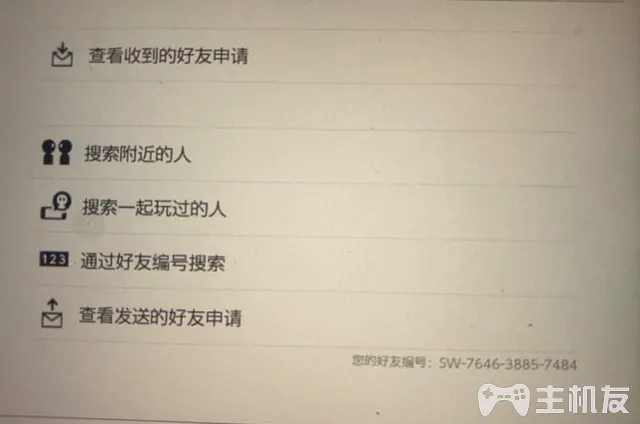 查看收到的好友申请
搜索附近的人
搜索一起玩过的人
123
通过好友编号搜索
查看发送的好友申请
您的好友编号：SW-7646-3885-7484
主机友